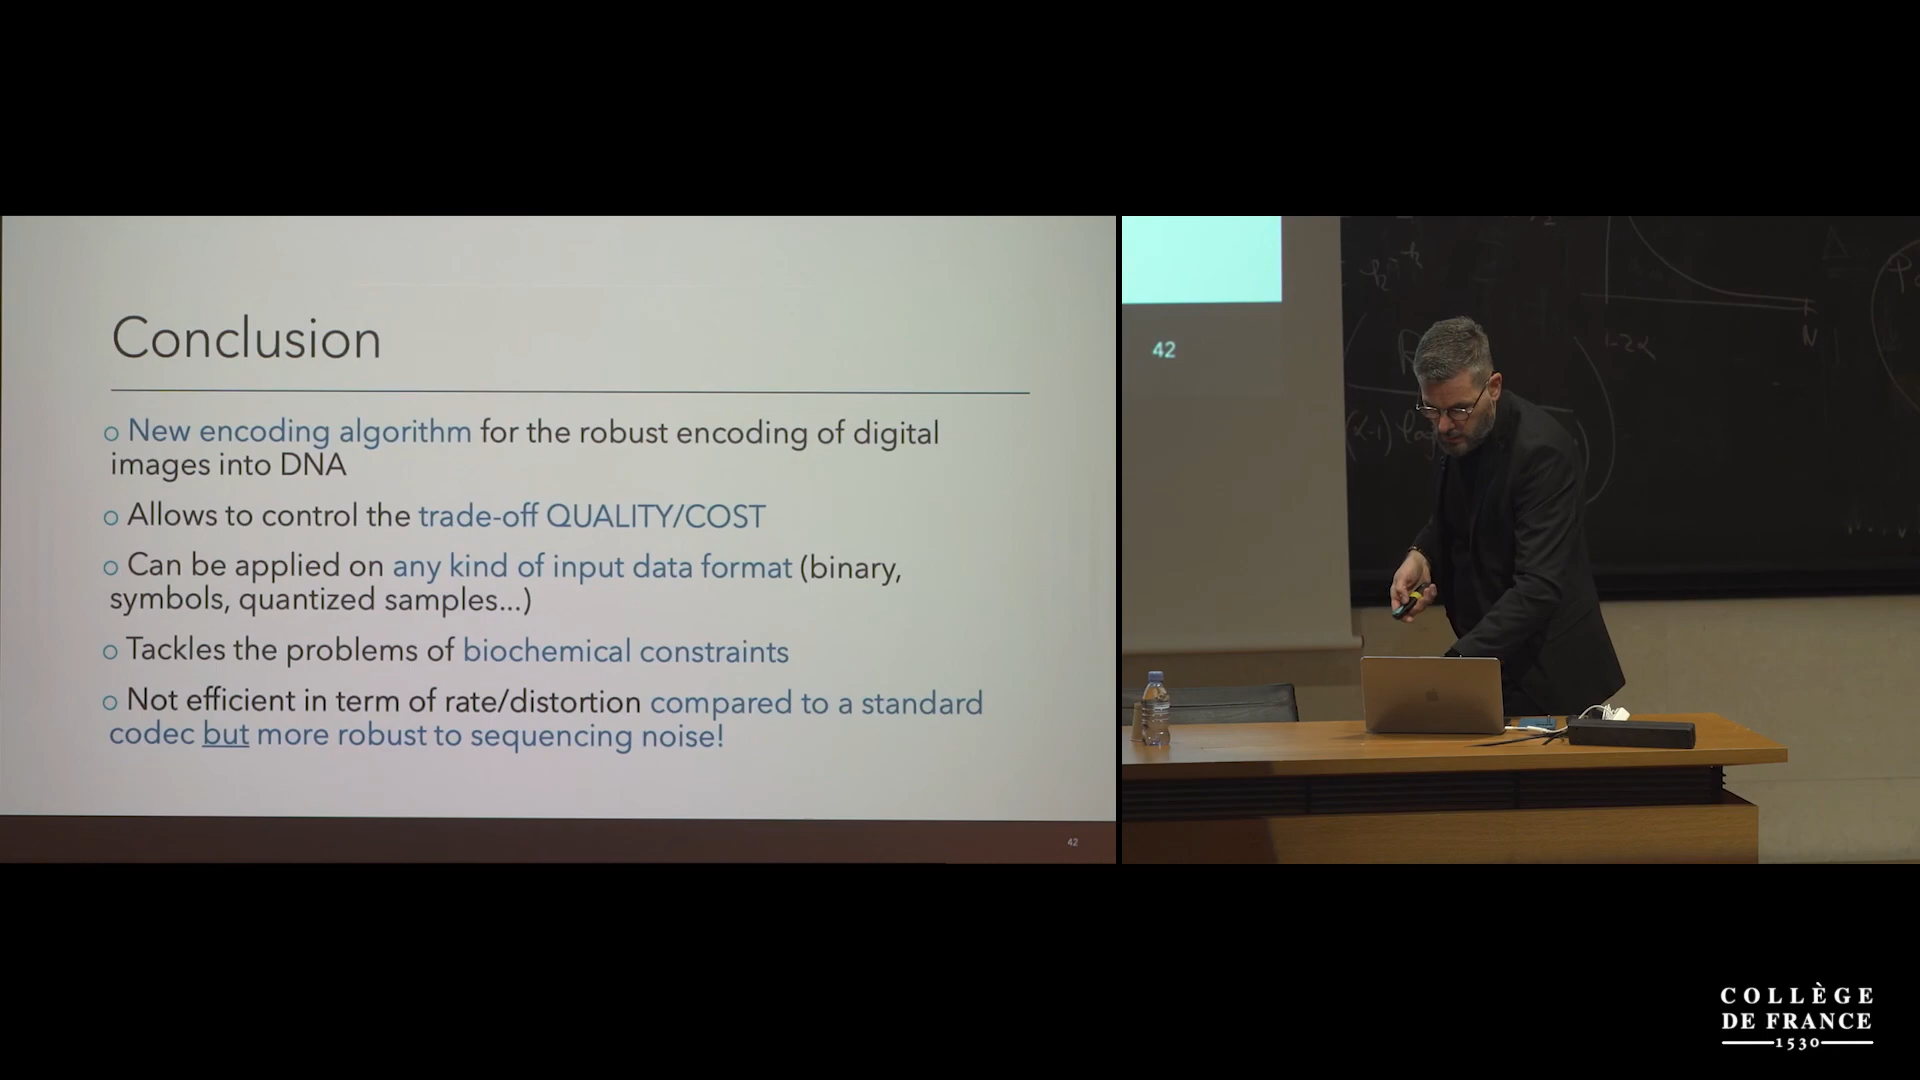 Conclusion
○ New encoding algorithm for the robust encoding of digital
images into DNA
○ Allows to control the trade-off QUALITY/COST
○ Can be applied on any kind of input data format (binary,
symbols, quantized samples...)
○ Tackles the problems of biochemical constraints
○ Not efficient in term of rate/distortion compared to a standard
codec but more robust to sequencing noise!
42
42
1-2α
N
COLLÈGE
DE FRANCE
1530